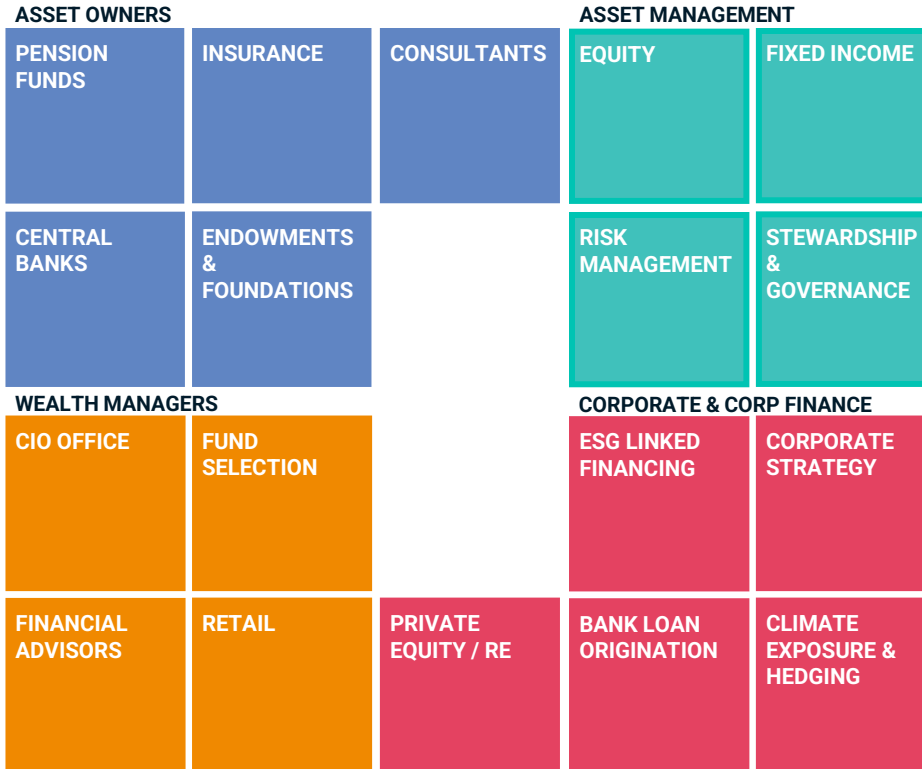 ASSET OWNERS
PENSION
FUNDS
INSURANCE
CONSULTANTS
CENTRAL
BANKS
ENDOWMENTS
&
FOUNDATIONS
ASSET MANAGEMENT
EQUITY
FIXED INCOME
RISK
MANAGEMENT
STEWARDSHIP
&
GOVERNANCE
WEALTH MANAGERS
CIO OFFICE
FUND
SELECTION
FINANCIAL
ADVISORS
RETAIL
CORPORATE & CORP FINANCE
ESG LINKED
FINANCING
CORPORATE
STRATEGY
PRIVATE
EQUITY / RE
BANK LOAN
ORIGINATION
CLIMATE
EXPOSURE &
HEDGING